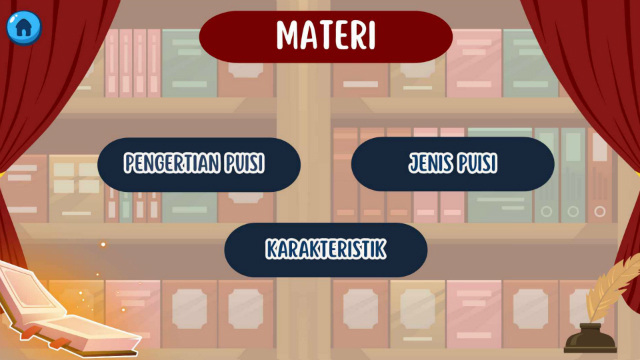 MATERI
PENGERTIAN PUISI
JENIS PUISI
KARAKTERISTIK